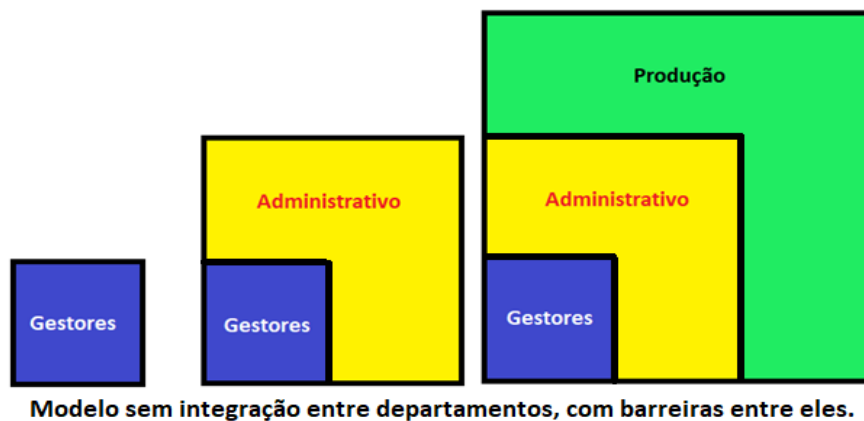 Produção
Administrativo
Administrativo
Gestores
Gestores
Gestores
Modelo sem integração entre departamentos, com barreiras entre eles.